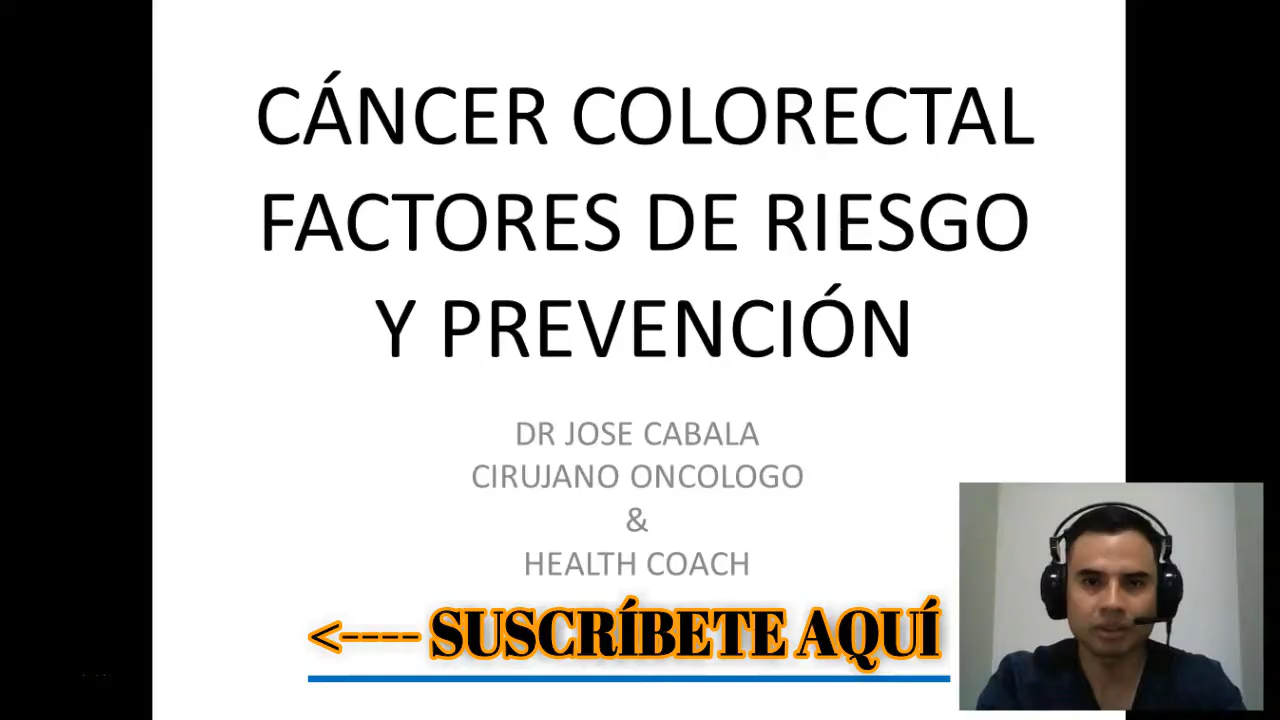 CÁNCER COLORECTAL
FACTORES DE RIESGO
Y PREVENCIÓN
DR JOSE CABALA
CIRUJANO ONCOLOGO
&
HEALTH COACH
<---- SUSCRÍBETE AQUÍ